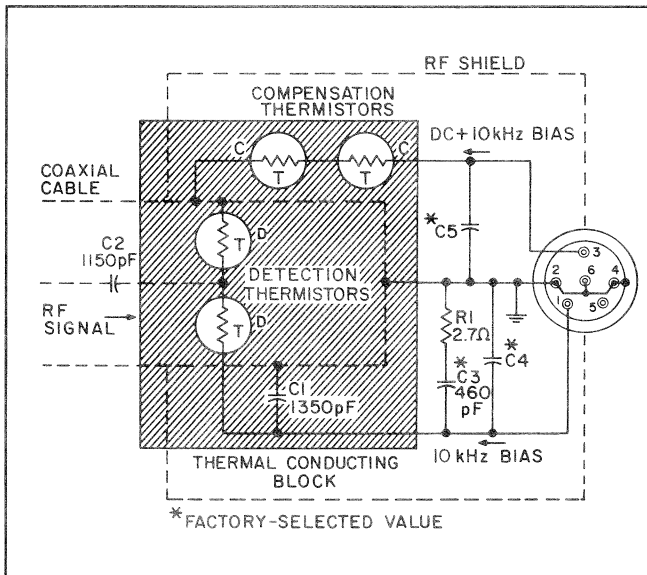 RF SHIELD
COMPENSATION
THERMISTORS
DC+10kHz BIAS
C
C
T
T
COAXIAL
CABLE
*C5
3
C2
1150pF
T
D
2
6
4
DETECTION
THERMISTORS
1
5
RF
SIGNAL
T
D
R1
2.7Ω
*C4
*
C3
460
pF
C1
1350pF
10 kHz BIAS
THERMAL CONDUCTING
BLOCK
*FACTORY-SELECTED VALUE